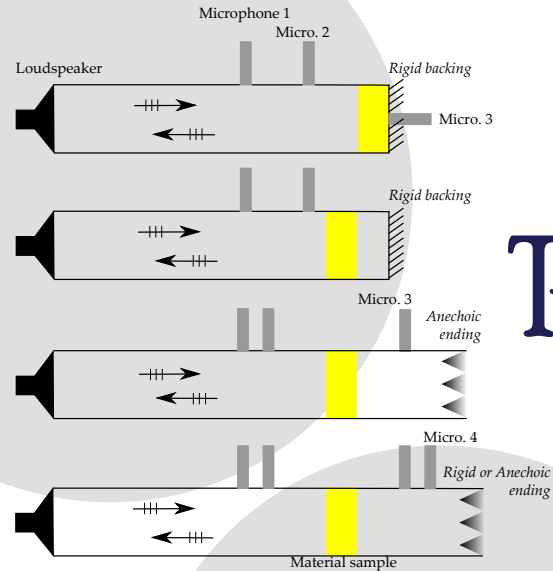 Microphone 1
Micro. 2
Loudspeaker
Rigid backing
Micro. 3
Rigid backing
Micro. 3
Anechoic
ending
Micro. 4
Rigid or Anechoic
ending
Material sample